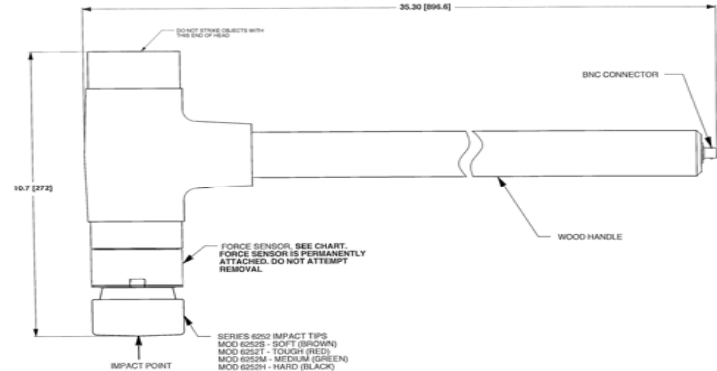 35.30 [896.6]
DO NOT STRIKE OBJECTS WITH
THIS END OF HEAD
BNC CONNECTOR
10.7 [272]
WOOD HANDLE
FORCE SENSOR, SEE CHART.
FORCE SENSOR IS PERMANENTLY
ATTACHED. DO NOT ATTEMPT
REMOVAL
SERIES 6252 IMPACT TIPS
MOD 6252S - SOFT (BROWN)
MOD 6252T - TOUGH (RED)
MOD 6252M - MEDIUM (GREEN)
MOD 6252H - HARD (BLACK)
IMPACT POINT